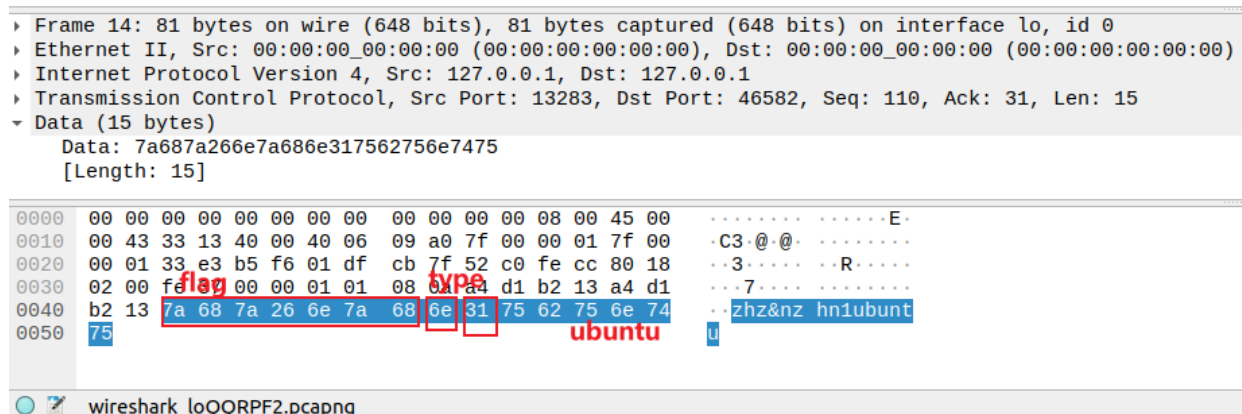 Frame 14: 81 bytes on wire (648 bits), 81 bytes captured (648 bits) on interface lo, id 0
Ethernet II, Src: 00:00:00_00:00:00 (00:00:00:00:00:00), Dst: 00:00:00_00:00:00 (00:00:00:00:00:00)
Internet Protocol Version 4, Src: 127.0.0.1, Dst: 127.0.0.1
Transmission Control Protocol, Src Port: 13283, Dst Port: 46582, Seq: 110, Ack: 31, Len: 15
Data (15 bytes)
Data: 7a687a266e7a686e317562756e7475
[Length: 15]
0000 00 00 00 00 00 00 00 00 00 00 00 00 08 00 45 00 ········ ······E·
0010 00 43 33 13 40 00 40 06 09 a0 7f 00 00 01 7f 00 ·C3·@·@· ········
0020 00 01 33 e3 b5 f6 01 df cb 7f 52 c0 fe cc 80 18 ··3····· ··R·····
flag type
0030 02 00 fe 37 00 00 01 01 08 0a a4 d1 b2 13 a4 d1 ···7···· ········
0040 b2 13 7a 68 7a 26 6e 7a 68 6e 31 75 62 75 6e 74 ··zhz&nz hn1ubunt
0050 75 ubuntu u
wireshark_loOORPF2.pcapng